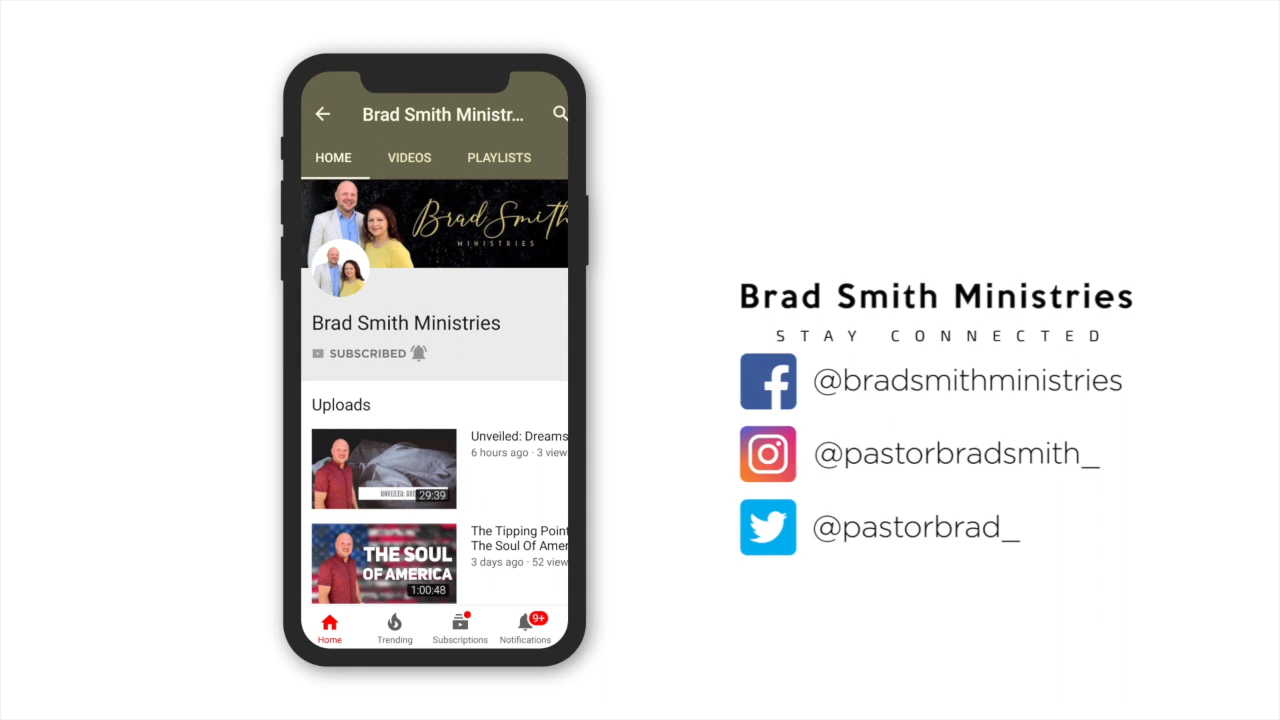 Brad Smith Ministr...
HOME VIDEOS PLAYLISTS
Brad Smith
MINISTRIES
Brad Smith Ministries
SUBSCRIBED
Uploads
Unveiled: Dreams
6 hours ago · 3 view
29:39
The Tipping Point
The Soul Of Amer
3 days ago · 52 view
THE SOUL
OF AMERICA
1:00:48
9+
Home Trending Subscriptions Notifications
Brad Smith Ministries
STAY CONNECTED
@bradsmithministries
@pastorbradsmith_
@pastorbrad_